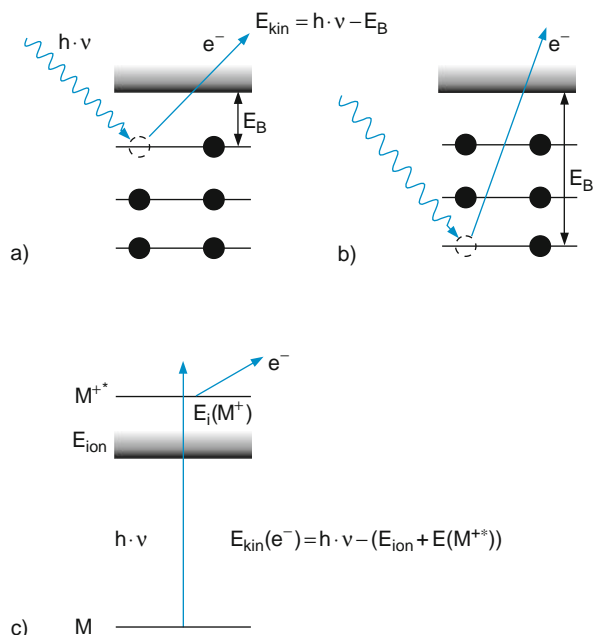 h·ν
e⁻
E_kin = h·ν − E_B
E_B
a)
e⁻
E_B
b)
e⁻
M⁺*
E_i(M⁺)
E_ion
h·ν
E_kin(e⁻) = h·ν − (E_ion + E(M⁺*))
c)
M